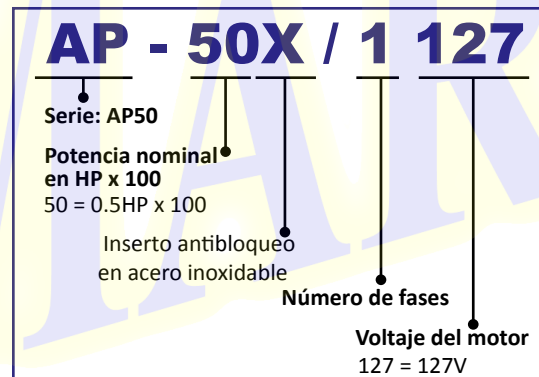 AP - 50X / 1 127
Serie: AP50
Potencia nominal
en HP x 100
50 = 0.5HP x 100
Inserto antibloqueo
en acero inoxidable
Número de fases
Voltaje del motor
127 = 127V